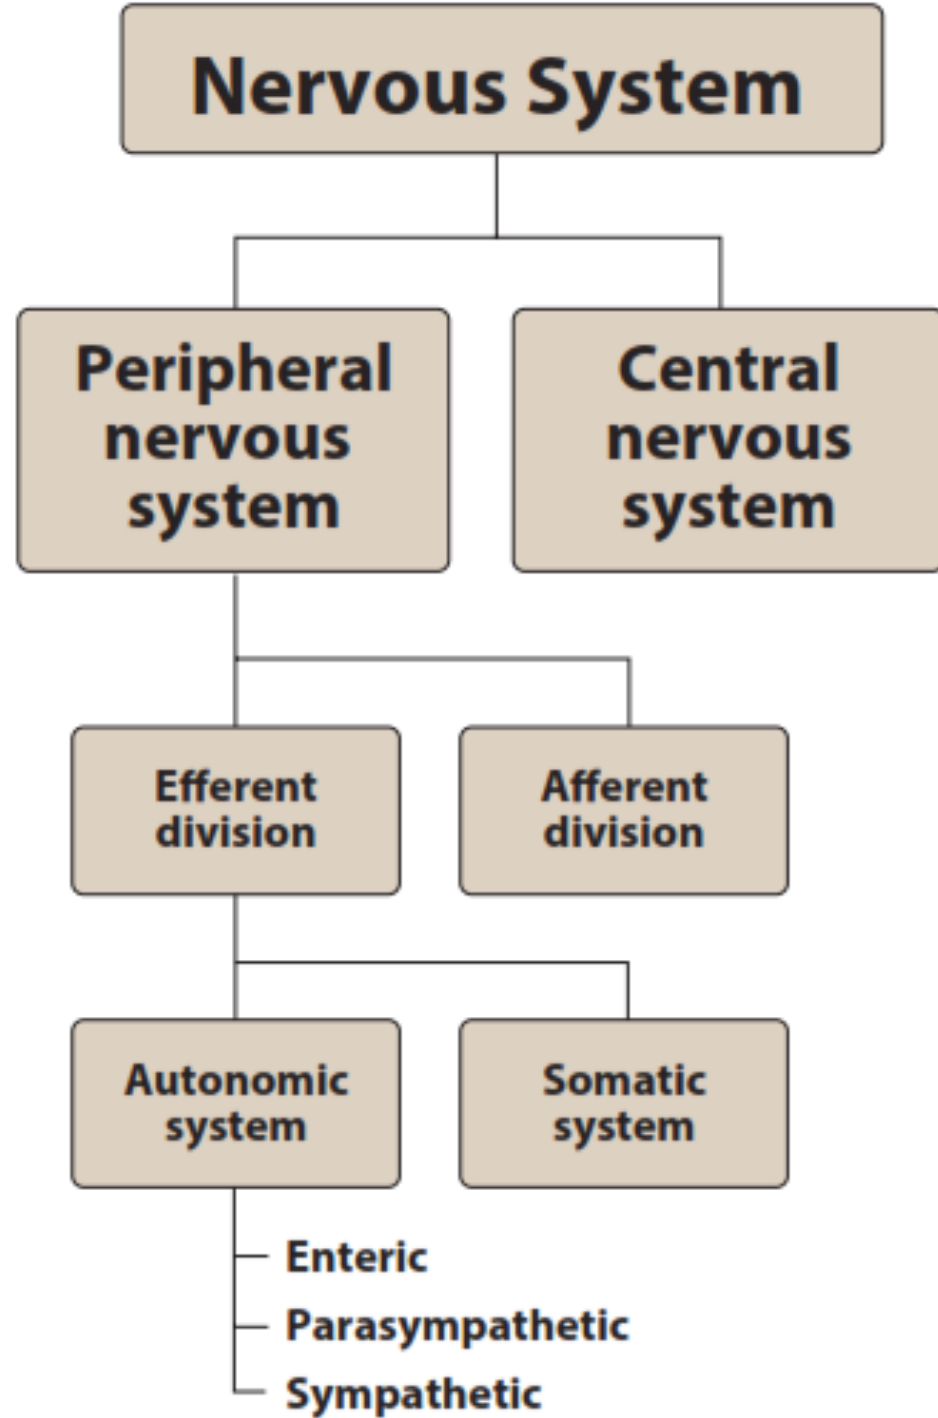 Nervous System
Peripheral
nervous
system
Central
nervous
system
Efferent
division
Afferent
division
Autonomic
system
Somatic
system
Enteric
Parasympathetic
Sympathetic